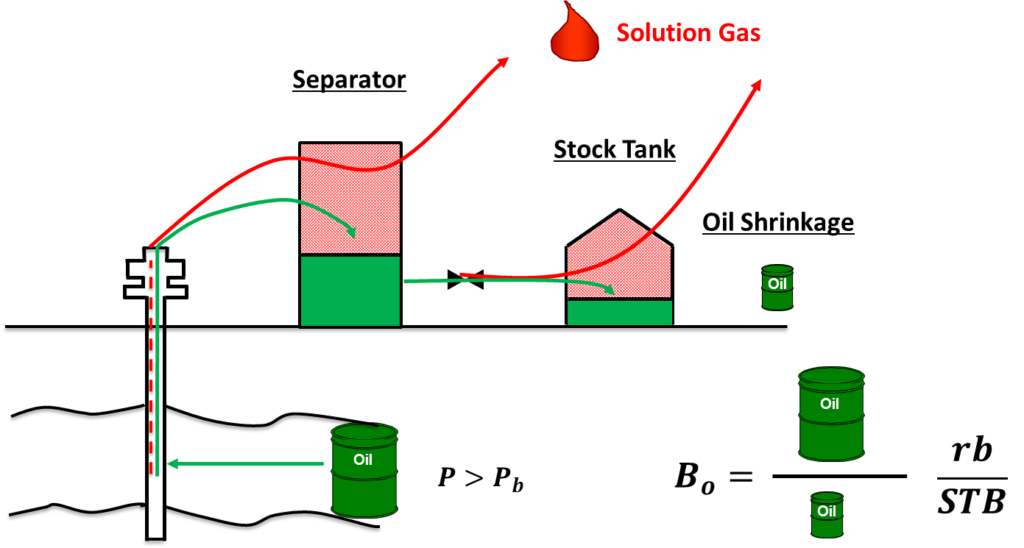 Solution Gas
Separator
Stock Tank
Oil Shrinkage
Oil
Oil
P > P_b
B_o =
Oil
Oil
rb
STB